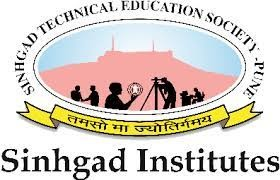 SINHGAD TECHNICAL EDUCATION SOCIETY - PUNE
तमसो मा ज्योतिर्गमय
Sinhgad Institutes